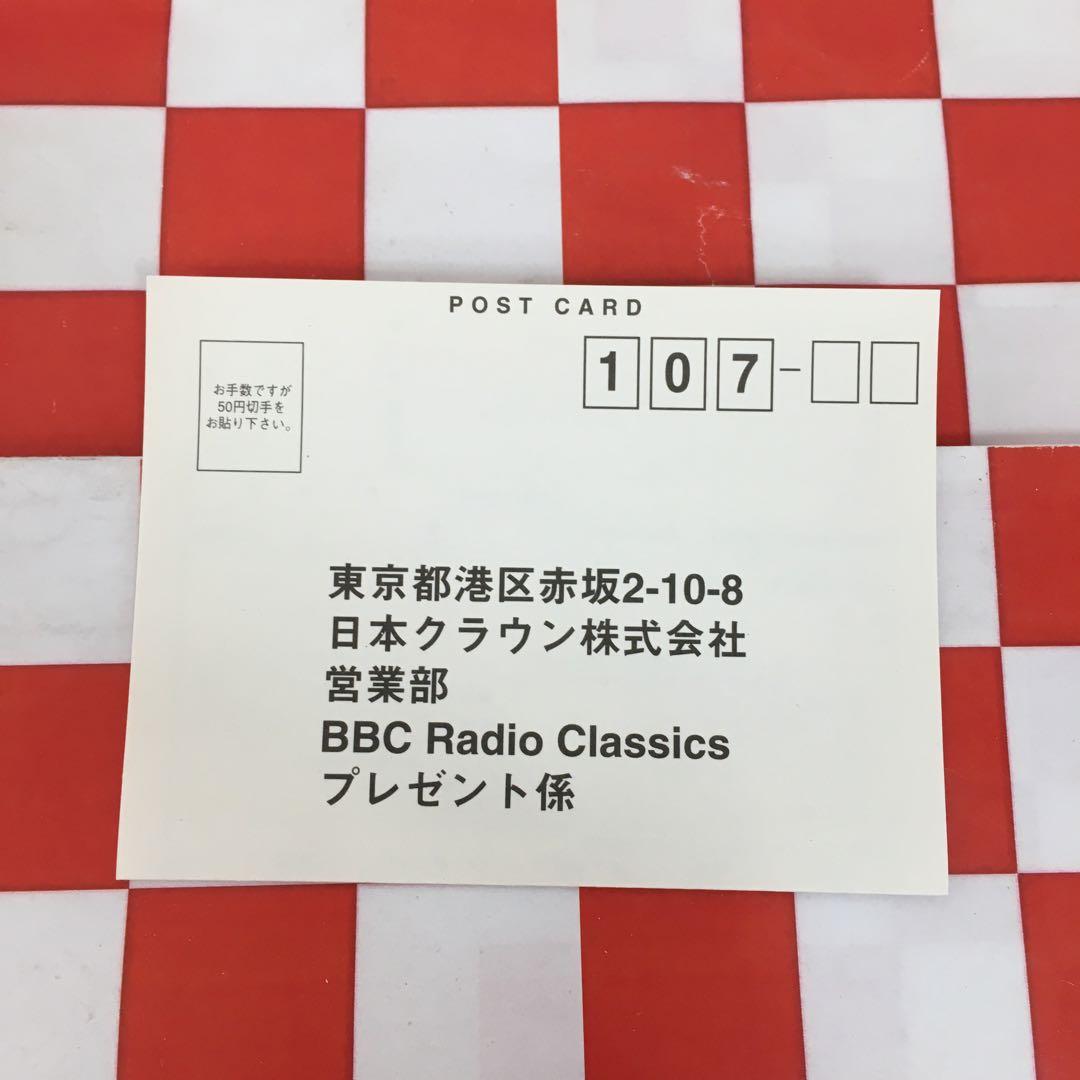 POST CARD
107-
お手数ですが
50円切手を
お貼り下さい。
東京都港区赤坂2-10-8
日本クラウン株式会社
営業部
BBC Radio Classics
プレゼント係